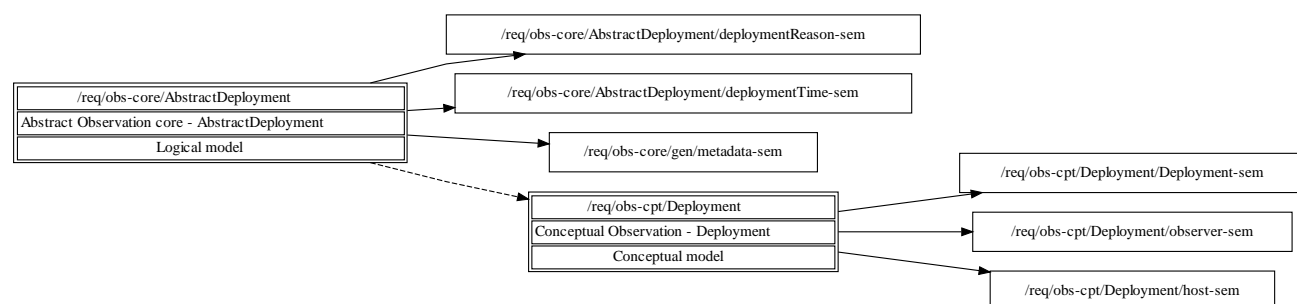 /req/obs-core/AbstractDeployment/deploymentReason-sem
/req/obs-core/AbstractDeployment
Abstract Observation core - AbstractDeployment
Logical model
/req/obs-core/AbstractDeployment/deploymentTime-sem
/req/obs-core/gen/metadata-sem
/req/obs-cpt/Deployment
Conceptual Observation - Deployment
Conceptual model
/req/obs-cpt/Deployment/Deployment-sem
/req/obs-cpt/Deployment/observer-sem
/req/obs-cpt/Deployment/host-sem